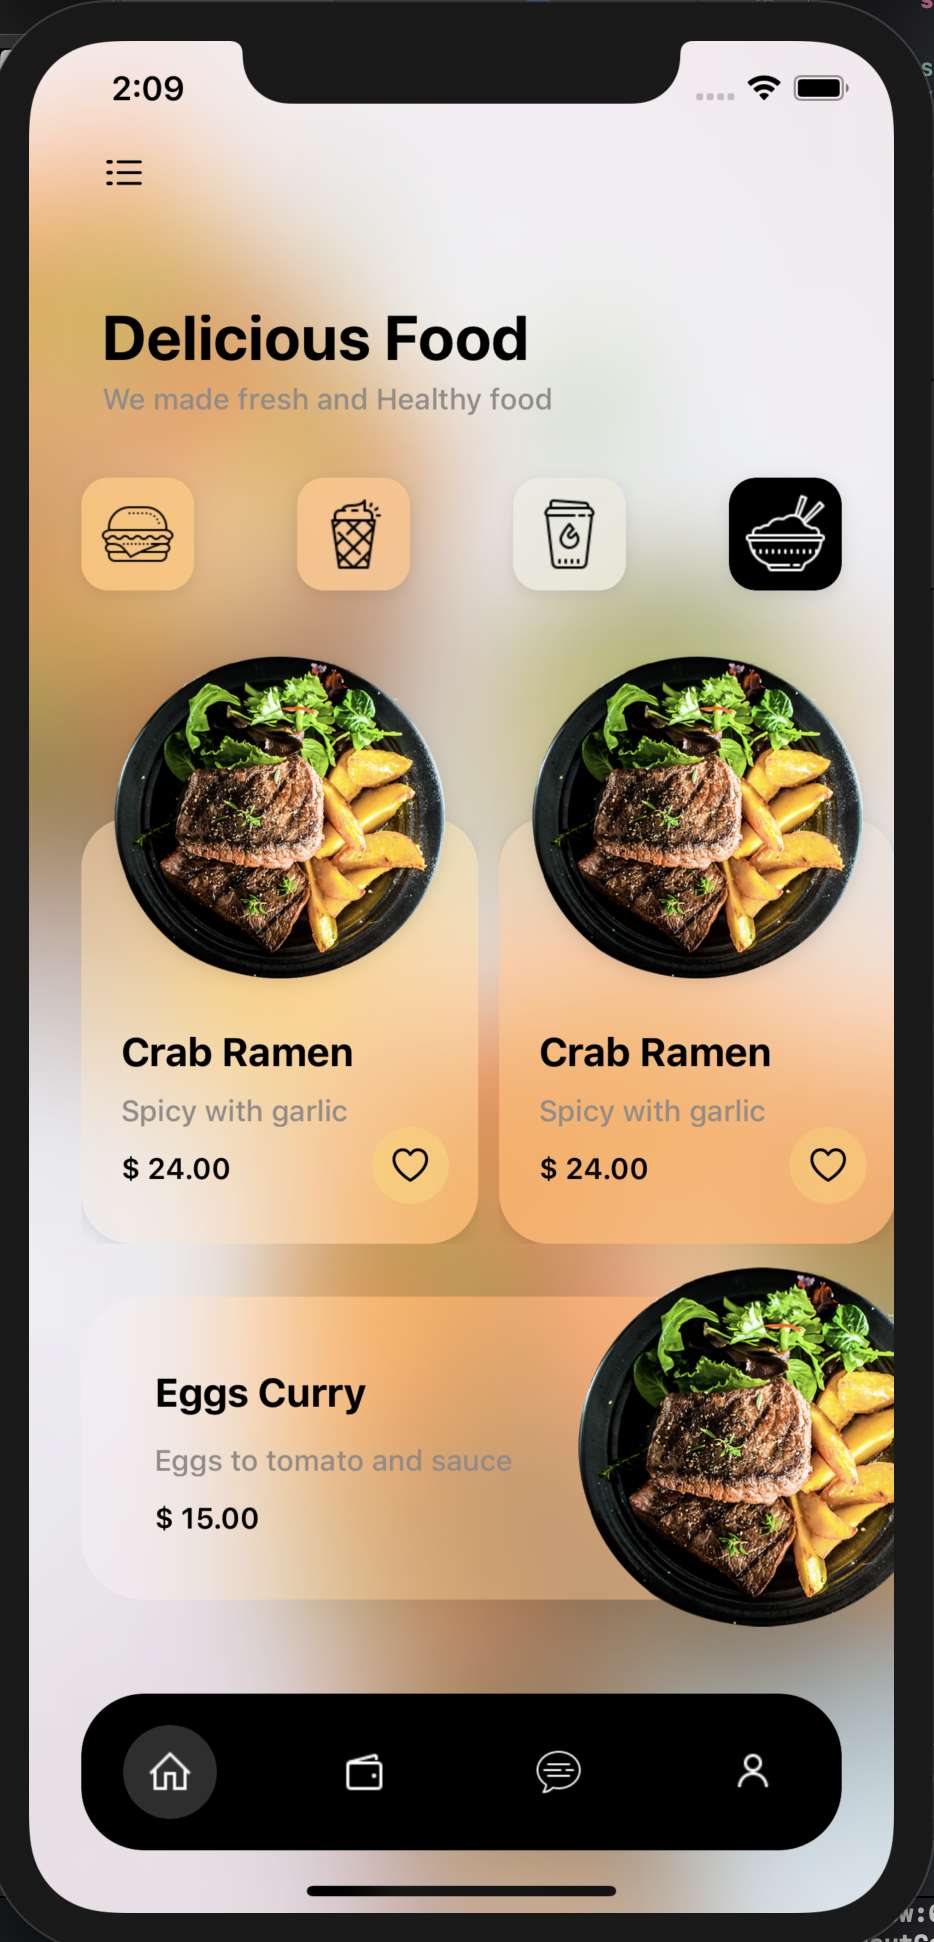 2:09
Delicious Food
We made fresh and Healthy food
Crab Ramen
Spicy with garlic
$ 24.00
Crab Ramen
Spicy with garlic
$ 24.00
Eggs Curry
Eggs to tomato and sauce
$ 15.00